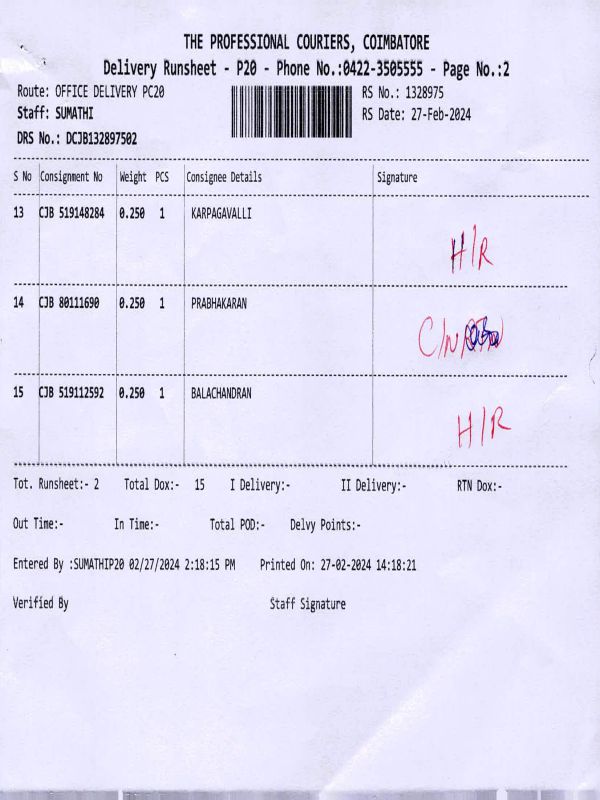 THE PROFESSIONAL COURIERS, COIMBATORE
Delivery Runsheet - P20 - Phone No.:0422-3505555 - Page No.:2
Route: OFFICE DELIVERY PC20 RS No.: 1328975
Staff: SUMATHI RS Date: 27-Feb-2024
DRS No.: DCJB132897502
S No Consignment No Weight PCS Consignee Details Signature
13 CJB 519148284 0.250 1 KARPAGAVALLI
H/R
14 CJB 80111690 0.250 1 PRABHAKARAN
C/N
15 CJB 519112592 0.250 1 BALACHANDRAN
H/R
Tot. Runsheet:- 2 Total Dox:- 15 I Delivery:- II Delivery:- RTN Dox:-
Out Time:- In Time:- Total POD:- Delvy Points:-
Entered By :SUMATHIP20 02/27/2024 2:18:15 PM Printed On: 27-02-2024 14:18:21
Verified By Staff Signature